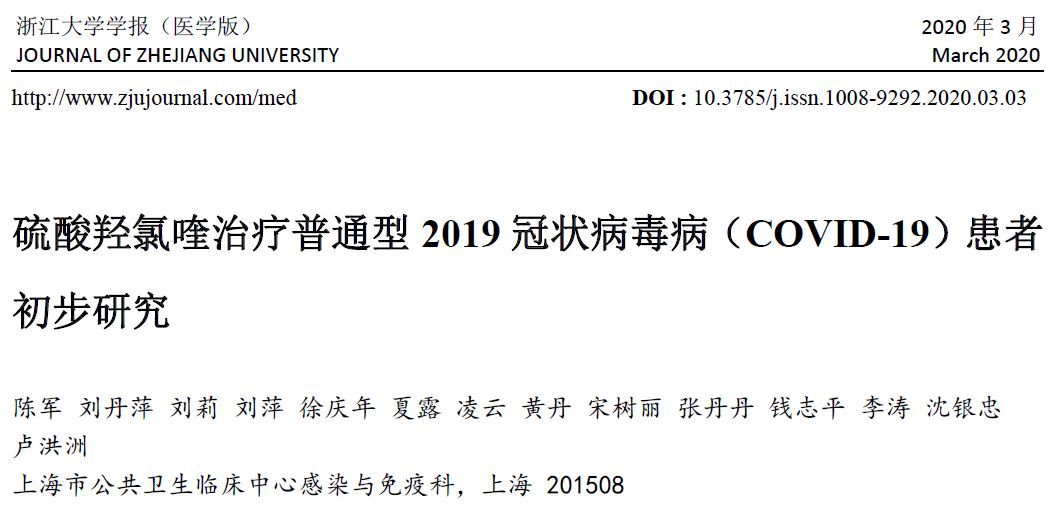 浙江大学学报（医学版）
2020 年 3 月
JOURNAL OF ZHEJIANG UNIVERSITY
March 2020
http://www.zjujournal.com/med
DOI : 10.3785/j.issn.1008-9292.2020.03.03
硫酸羟氯喹治疗普通型 2019 冠状病毒病（COVID-19）患者
初步研究
陈军 刘丹萍 刘莉 刘萍 徐庆年 夏露 凌云 黄丹 宋树丽 张丹丹 钱志平 李涛 沈银忠
卢洪洲
上海市公共卫生临床中心感染与免疫科，上海 201508